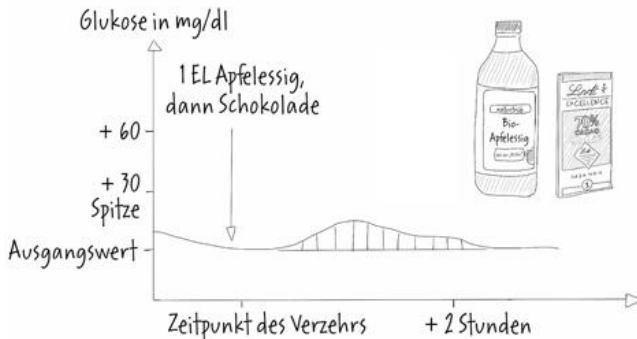 Glukose in mg/dl
1 EL Apfelessig,
dann Schokolade
+ 60
+ 30
Spitze
Ausgangswert
Zeitpunkt des Verzehrs
+ 2 Stunden
Bio-
Apfelessig
Lindt
EXCELLENCE
70%
CACAO